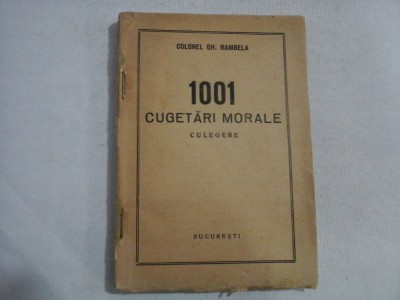 COLONEL GH. RAMBELA
1001
CUGETĂRI MORALE
CULEGERE
BUCUREȘTI